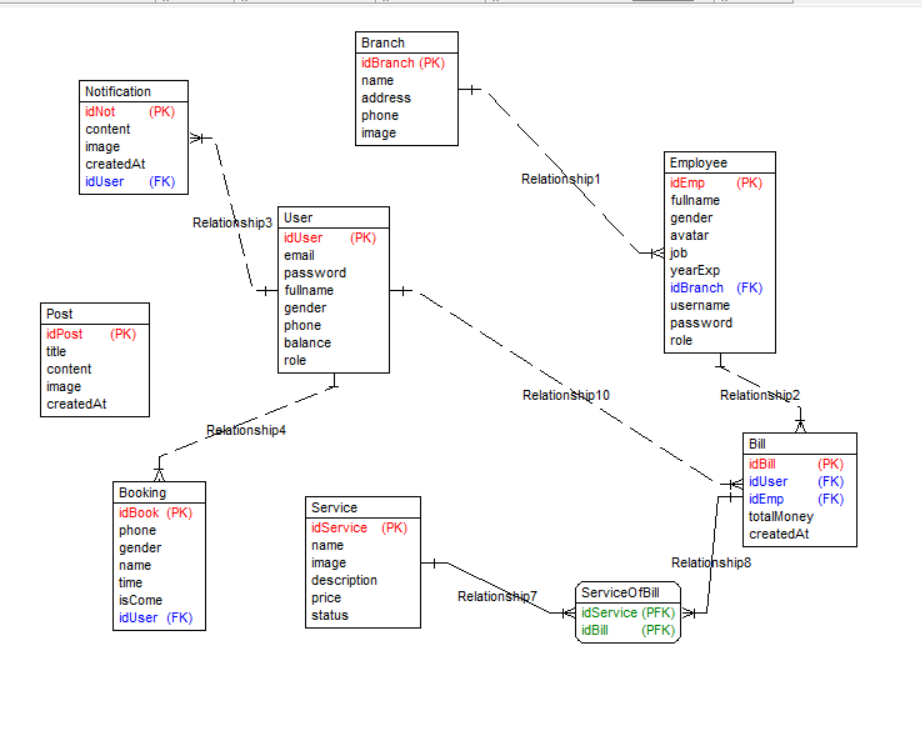 Branch
idBranch (PK)
name
address
phone
image
Notification
idNot (PK)
content
image
createdAt
idUser (FK)
Employee
idEmp (PK)
fullname
gender
avatar
job
yearExp
idBranch (FK)
username
password
role
Relationship1
Relationship3
User
idUser (PK)
email
password
fullname
gender
phone
balance
role
Post
idPost (PK)
title
content
image
createdAt
Relationship10
Relationship2
Relationship4
Bill
idBill (PK)
idUser (FK)
idEmp (FK)
totalMoney
createdAt
Booking
idBook (PK)
phone
gender
name
time
isCome
idUser (FK)
Service
idService (PK)
name
image
description
price
status
Relationship8
Relationship7
ServiceOfBill
idService (PFK)
idBill (PFK)